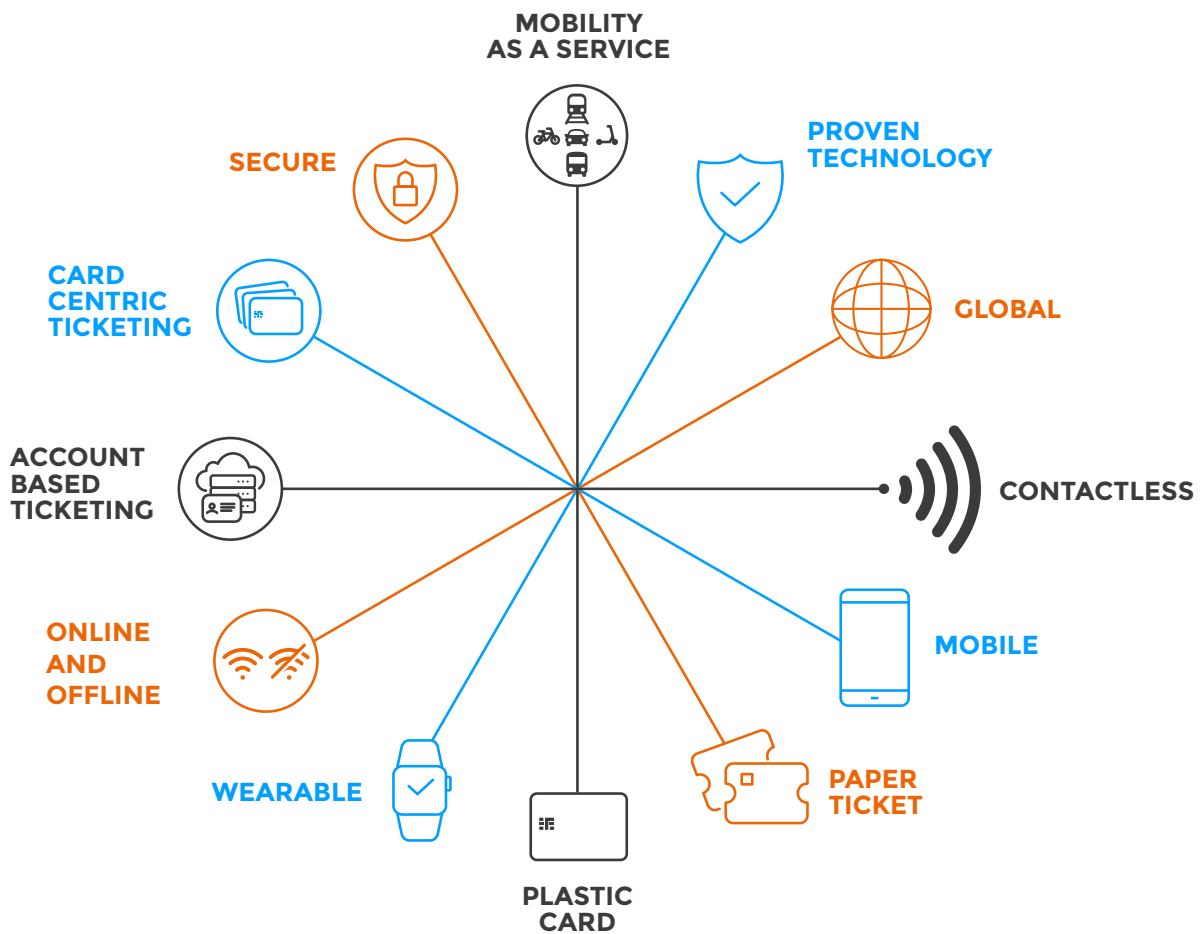 MOBILITY
AS A SERVICE
PROVEN
TECHNOLOGY
SECURE
CARD
CENTRIC
TICKETING
GLOBAL
ACCOUNT
BASED
TICKETING
CONTACTLESS
ONLINE
AND
OFFLINE
MOBILE
WEARABLE
PAPER
TICKET
PLASTIC
CARD